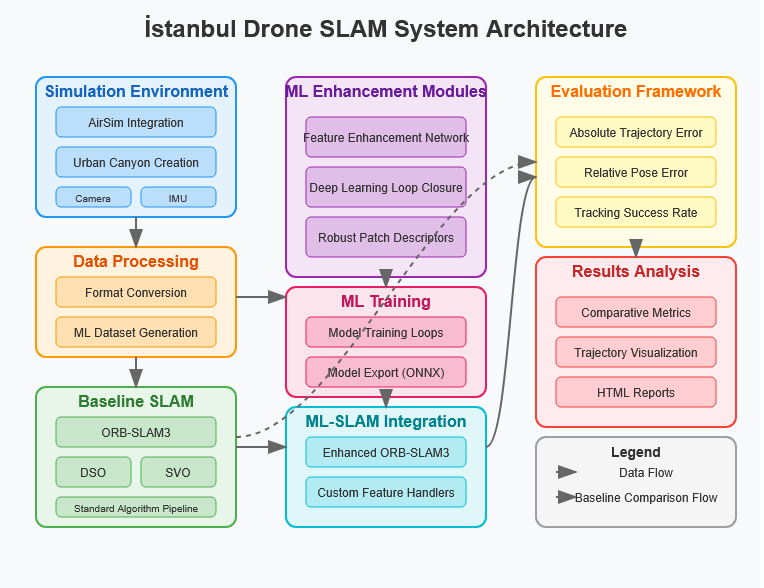 İstanbul Drone SLAM System Architecture
Simulation Environment
AirSim Integration
Urban Canyon Creation
Camera
IMU
Data Processing
Format Conversion
ML Dataset Generation
Baseline SLAM
ORB-SLAM3
DSO
SVO
Standard Algorithm Pipeline
ML Enhancement Modules
Feature Enhancement Network
Deep Learning Loop Closure
Robust Patch Descriptors
ML Training
Model Training Loops
Model Export (ONNX)
ML-SLAM Integration
Enhanced ORB-SLAM3
Custom Feature Handlers
Evaluation Framework
Absolute Trajectory Error
Relative Pose Error
Tracking Success Rate
Results Analysis
Comparative Metrics
Trajectory Visualization
HTML Reports
Legend
Data Flow
Baseline Comparison Flow